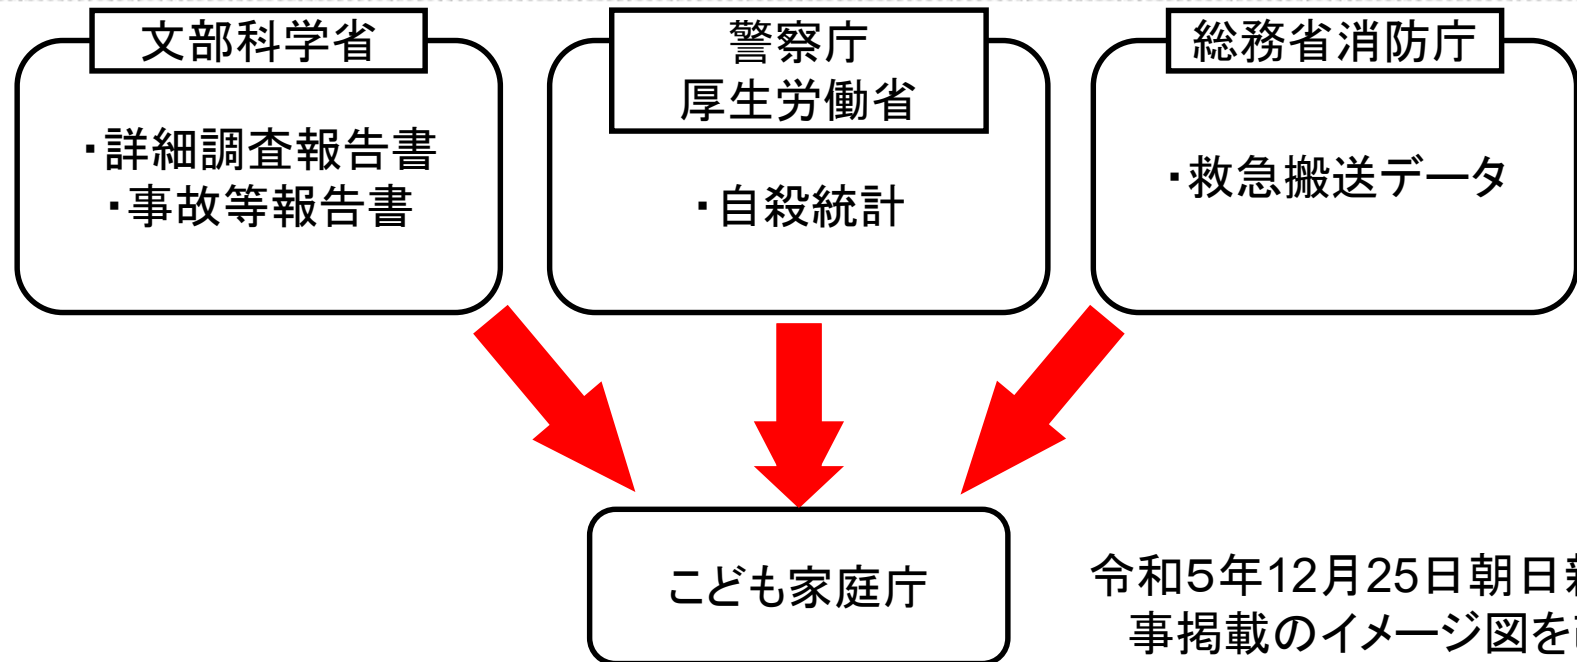 文部科学省
・詳細調査報告書
・事故等報告書
警察庁
厚生労働省
・自殺統計
総務省消防庁
・救急搬送データ
こども家庭庁
令和5年12月25日朝日
事掲載のイメージ図を